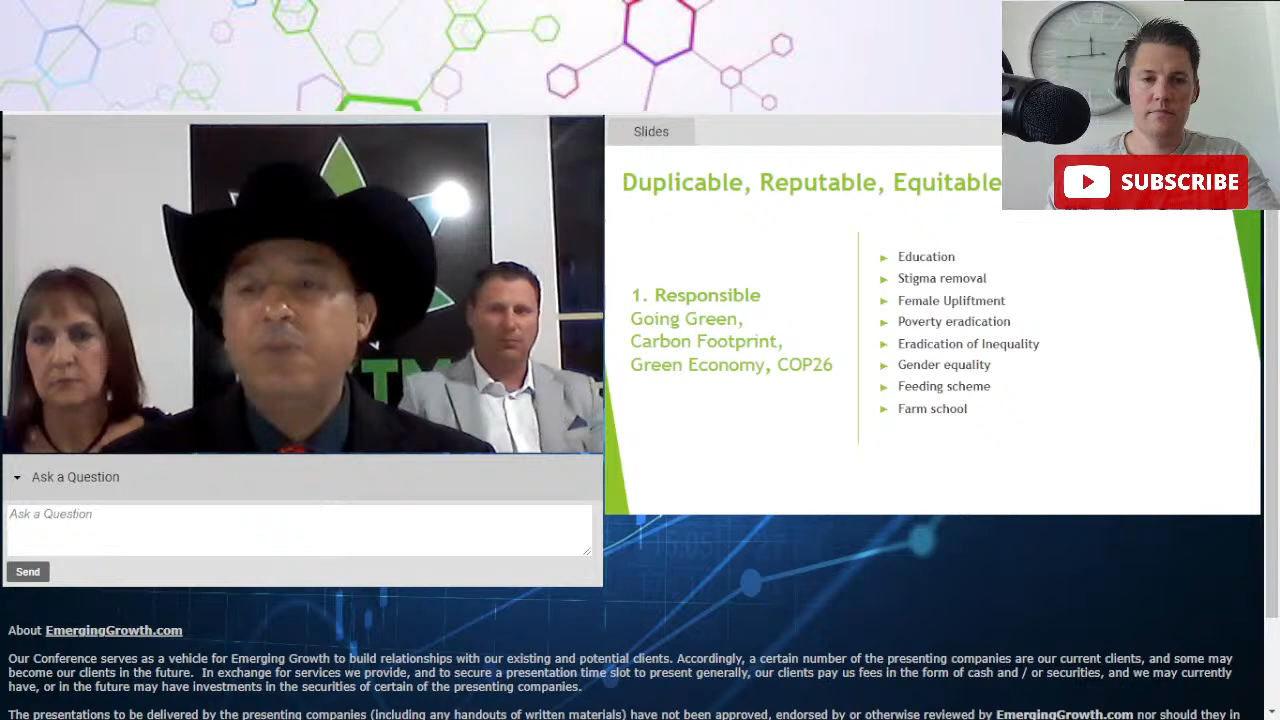 Slides
Duplicable, Reputable, Equitable
SUBSCRIBE
1. Responsible
Going Green,
Carbon Footprint,
Green Economy, COP26
► Education
► Stigma removal
► Female Upliftment
► Poverty eradication
► Eradication of Inequality
► Gender equality
► Feeding scheme
► Farm school
Ask a Question
Ask a Question
Send
About EmergingGrowth.com
Our Conference serves as a vehicle for Emerging Growth to build relationships with our existing and potential clients. Accordingly, a certain number of the presenting companies are our current clients, and some may
become our clients in the future. In exchange for services we provide, and to secure a presentation time slot to present generally, our clients pay us fees in the form of cash and / or securities, and we may currently
have, or in the future may have investments in the securities of certain of the presenting companies.
The presentations to be delivered by the presenting companies (including any handouts of written materials) have not been approved, endorsed by or otherwise reviewed by EmergingGrowth.com nor should they in